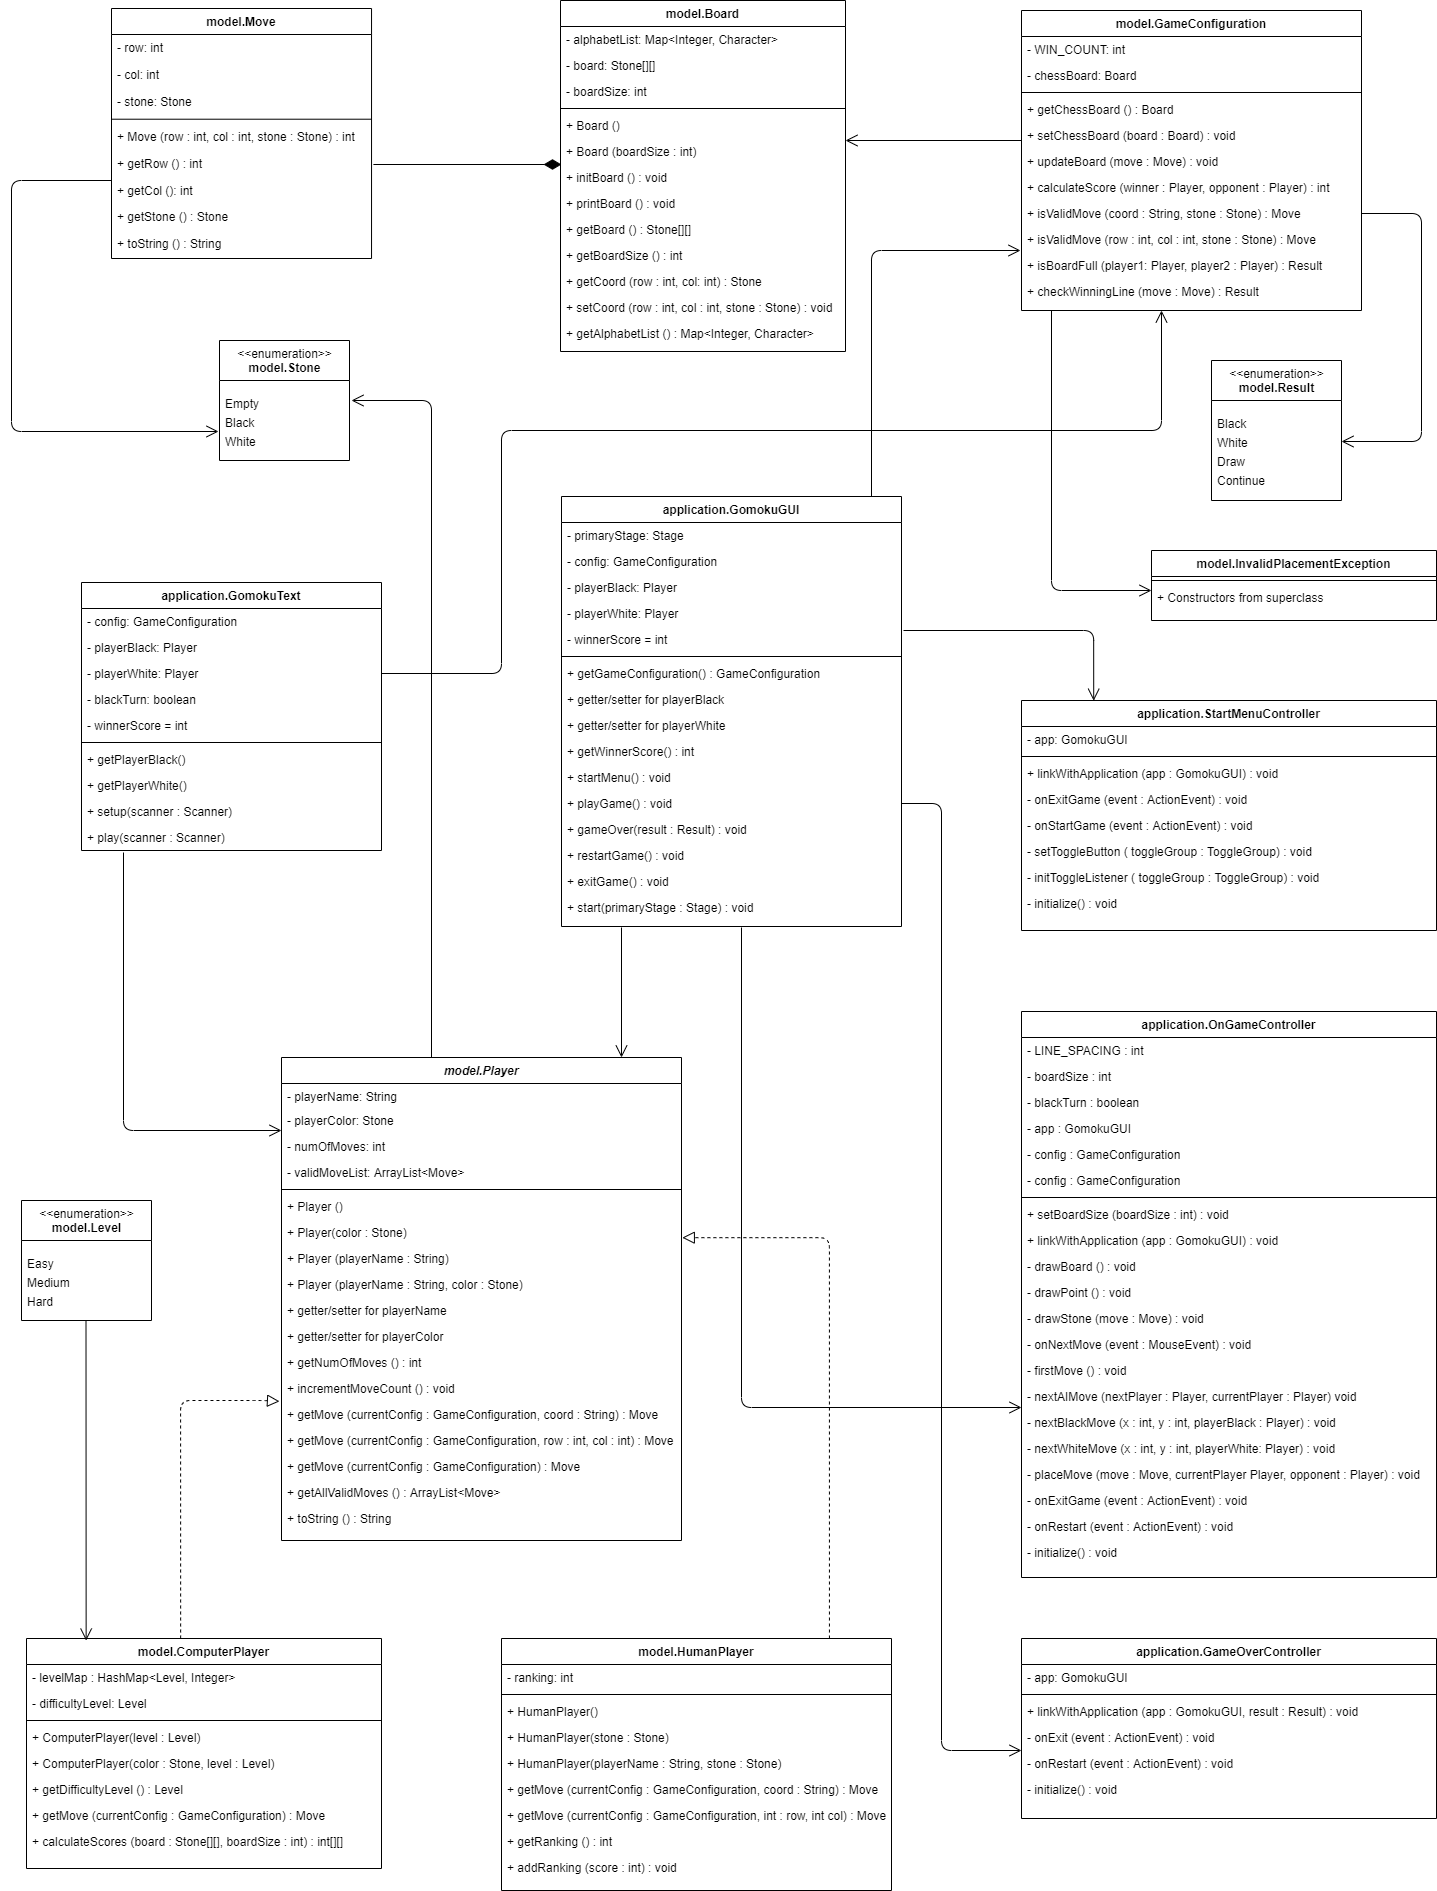 model.Move
- row: int
- col: int
- stone: Stone
+ Move (row : int, col : int, stone : Stone) : int
+ getRow () : int
+ getCol (): int
+ getStone () : Stone
+ toString () : String
model.Board
- alphabetList: Map<Integer, Character>
- board: Stone[][]
- boardSize: int
+ Board ()
+ Board (boardSize : int)
+ initBoard () : void
+ printBoard () : void
+ getBoard () : Stone[][]
+ getBoardSize () : int
+ getCoord (row : int, col: int) : Stone
+ setCoord (row : int, col : int, stone : Stone) : void
+ getAlphabetList () : Map<Integer, Character>
model.GameConfiguration
- WIN_COUNT: int
- chessBoard: Board
+ getChessBoard () : Board
+ setChessBoard (board : Board) : void
+ updateBoard (move : Move) : void
+ calculateScore (winner : Player, opponent : Player) : int
+ isValidMove (coord : String, stone : Stone) : Move
+ isValidMove (row : int, col : int, stone : Stone) : Move
+ isBoardFull (player1: Player, player2 : Player) : Result
+ checkWinningLine (move : Move) : Result
<<enumeration>>
model.Stone
Empty
Black
White
<<enumeration>>
model.Result
Black
White
Draw
Continue
application.GomokuGUI
- primaryStage: Stage
- config: GameConfiguration
- playerBlack: Player
- playerWhite: Player
- winnerScore = int
+ getGameConfiguration() : GameConfiguration
+ getter/setter for playerBlack
+ getter/setter for playerWhite
+ getWinnerScore() : int
+ startMenu() : void
+ playGame() : void
+ gameOver(result : Result) : void
+ restartGame() : void
+ exitGame() : void
+ start(primaryStage : Stage) : void
model.InvalidPlacementException
+ Constructors from superclass
application.GomokuText
- config: GameConfiguration
- playerBlack: Player
- playerWhite: Player
- blackTurn: boolean
- winnerScore = int
+ getPlayerBlack()
+ getPlayerWhite()
+ setup(scanner : Scanner)
+ play(scanner : Scanner)
application.StartMenuController
- app: GomokuGUI
+ linkWithApplication (app : GomokuGUI) : void
- onExitGame (event : ActionEvent) : void
- onStartGame (event : ActionEvent) : void
- setToggleButton ( toggleGroup : ToggleGroup) : void
- initToggleListener ( toggleGroup : ToggleGroup) : void
- initialize() : void
application.OnGameController
- LINE_SPACING : int
- boardSize : int
- blackTurn : boolean
- app : GomokuGUI
- config : GameConfiguration
- config : GameConfiguration
+ setBoardSize (boardSize : int) : void
+ linkWithApplication (app : GomokuGUI) : void
- drawBoard () : void
- drawPoint () : void
- drawStone (move : Move) : void
- onNextMove (event : MouseEvent) : void
- firstMove () : void
- nextAIMove (nextPlayer : Player, currentPlayer : Player) void
- nextBlackMove (x : int, y : int, playerBlack : Player) : void
- nextWhiteMove (x : int, y : int, playerWhite: Player) : void
- placeMove (move : Move, currentPlayer Player, opponent : Player) : void
- onExitGame (event : ActionEvent) : void
- onRestart (event : ActionEvent) : void
- initialize() : void
model.Player
- playerName: String
- playerColor: Stone
- numOfMoves: int
- validMoveList: ArrayList<Move>
+ Player ()
+ Player(color : Stone)
+ Player (playerName : String)
+ Player (playerName : String, color : Stone)
+ getter/setter for playerName
+ getter/setter for playerColor
+ getNumOfMoves () : int
+ incrementMoveCount () : void
+ getMove (currentConfig : GameConfiguration, coord : String) : Move
+ getMove (currentConfig : GameConfiguration, row : int, col : int) : Move
+ getMove (currentConfig : GameConfiguration) : Move
+ getAllValidMoves () : ArrayList<Move>
+ toString () : String
<<enumeration>>
model.Level
Easy
Medium
Hard
model.ComputerPlayer
- levelMap : HashMap<Level, Integer>
- difficultyLevel: Level
+ ComputerPlayer(level : Level)
+ ComputerPlayer(color : Stone, level : Level)
+ getDifficultyLevel () : Level
+ getMove (currentConfig : GameConfiguration) : Move
+ calculateScores (board : Stone[][], boardSize : int) : int[][]
model.HumanPlayer
- ranking: int
+ HumanPlayer()
+ HumanPlayer(stone : Stone)
+ HumanPlayer(playerName : String, stone : Stone)
+ getMove (currentConfig : GameConfiguration, coord : String) : Move
+ getMove (currentConfig : GameConfiguration, int : row, int col) : Move
+ getRanking () : int
+ addRanking (score : int) : void
application.GameOverController
- app: GomokuGUI
+ linkWithApplication (app : GomokuGUI, result : Result) : void
- onExit (event : ActionEvent) : void
- onRestart (event : ActionEvent) : void
- initialize() : void